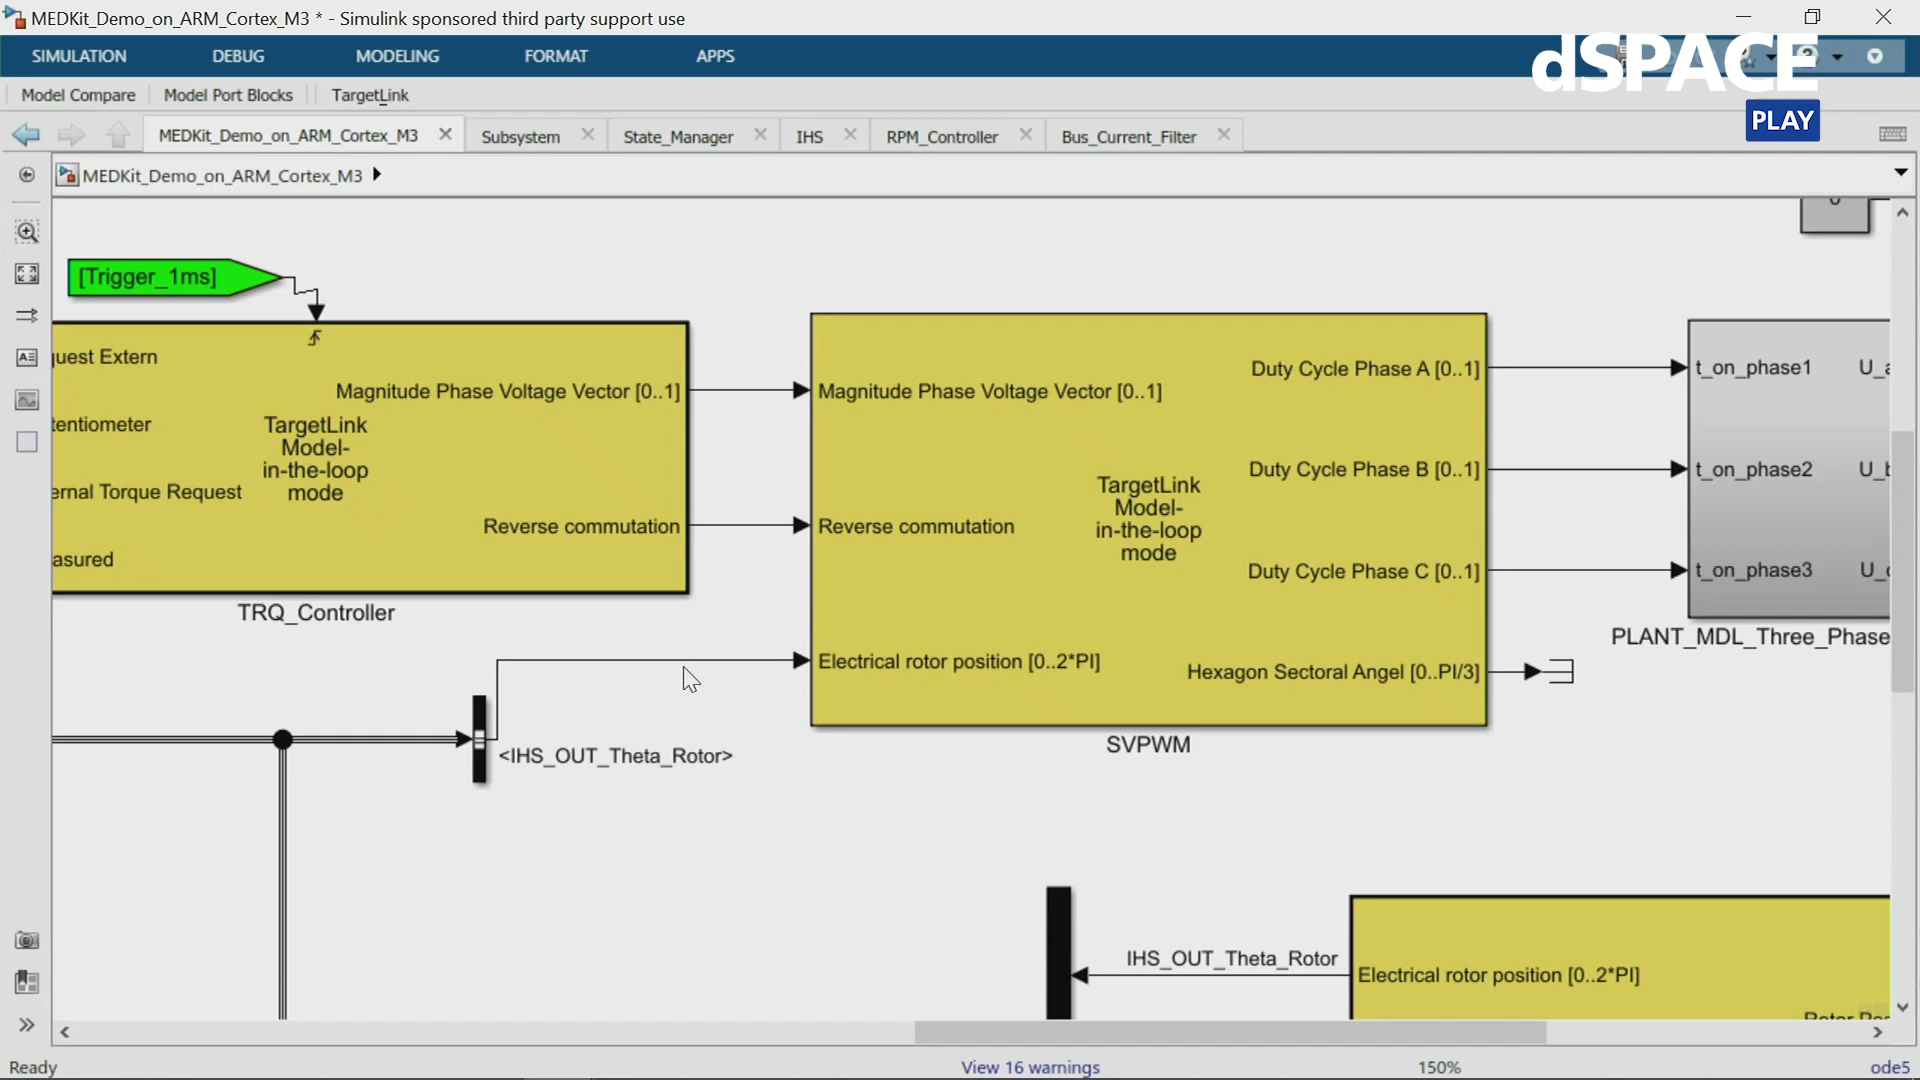 MEDKit_Demo_on_ARM_Cortex_M3 * - Simulink sponsored third party support use
SIMULATION DEBUG MODELING FORMAT APPS
dSPACE
PLAY
Model Compare Model Port Blocks TargetLink
MEDKit_Demo_on_ARM_Cortex_M3 Subsystem State_Manager IHS RPM_Controller Bus_Current_Filter
MEDKit_Demo_on_ARM_Cortex_M3
[Trigger_1ms]
uest Extern
Magnitude Phase Voltage Vector [0..1]
tentiometer
TargetLink
Model-
in-the-loop
mode
ernal Torque Request
Reverse commutation
asured
TRQ_Controller
Magnitude Phase Voltage Vector [0..1]
Reverse commutation
Electrical rotor position [0..2*PI]
TargetLink
Model-
in-the-loop
mode
Duty Cycle Phase A [0..1]
Duty Cycle Phase B [0..1]
Duty Cycle Phase C [0..1]
Hexagon Sectoral Angel [0..PI/3]
SVPWM
t_on_phase1
t_on_phase2
t_on_phase3
PLANT_MDL_Three_Phase
<IHS_OUT_Theta_Rotor>
IHS_OUT_Theta_Rotor
Electrical rotor position [0..2*PI]
Ready View 16 warnings 150% ode5